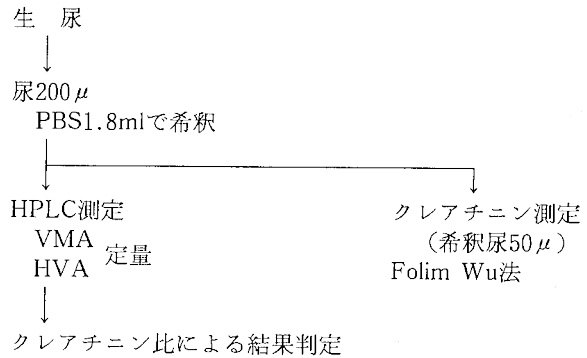 生 尿
尿200μ
PBS1.8mlで希釈
HPLC測定
VMA
HVA
定量
クレアチニン測定
（希釈尿50μ）
Folim Wu法
クレアチニン比による結果判定